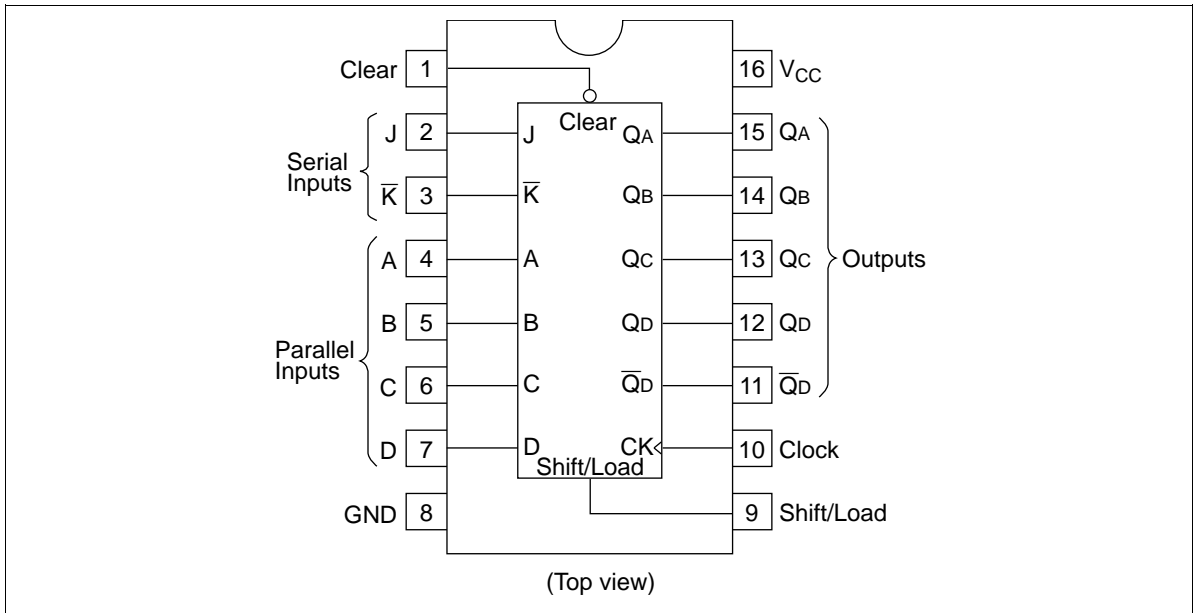 Clear 1
16 VCC
Clear
J 2 J QA 15 QA
Serial
Inputs
K̅ 3 K̅ QB 14 QB
A 4 A QC 13 QC Outputs
B 5 B QD 12 QD
Parallel
Inputs
C 6 C Q̅D 11 Q̅D
D 7 D CK 10 Clock
Shift/Load
GND 8
9 Shift/Load
(Top view)